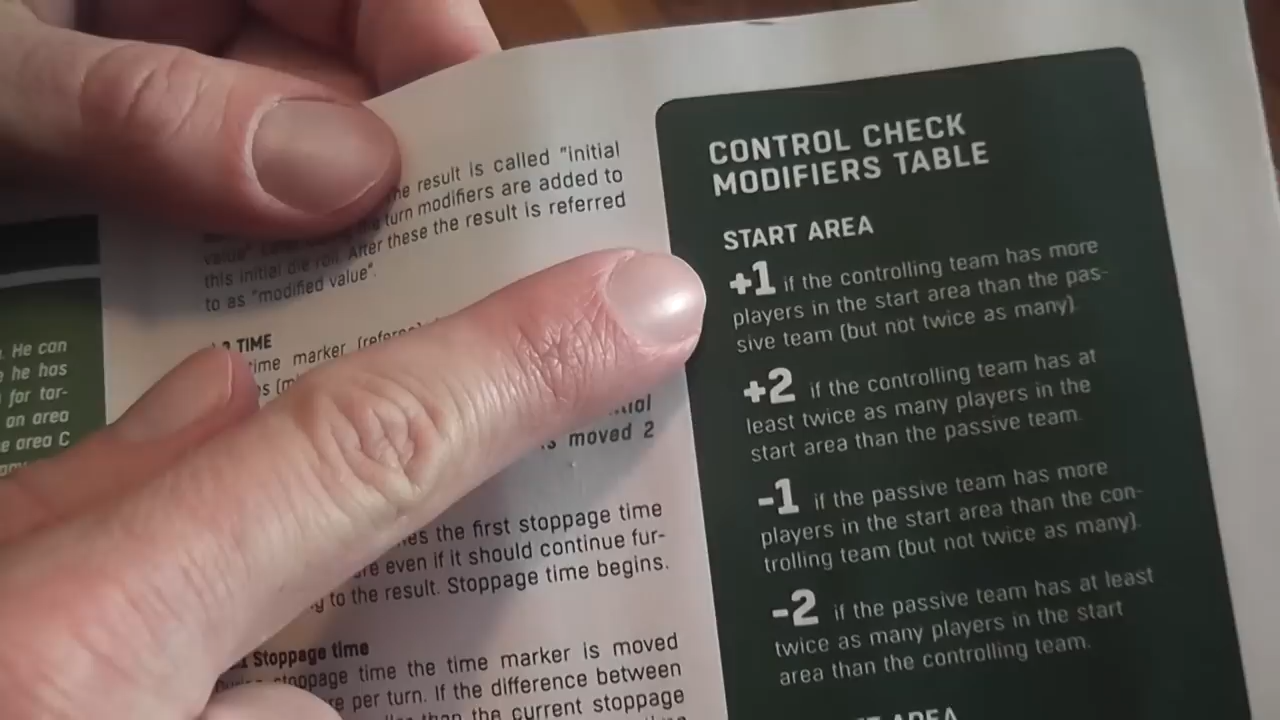 . He can
e he has
for tar-
an area
e area C
result is called "initial
turn modifiers are added to
this initial die roll. After these the result is referred
to as "modified value".
TIME
time marker
moved 2
the first stoppage time
even if it should continue fur-
to the result. Stoppage time begins.
Stoppage time
stoppage time the time marker is moved
per turn. If the difference between
than the current stoppage
CONTROL CHECK
MODIFIERS TABLE
START AREA
+1 if the controlling team has more
players in the start area than the pas-
sive team (but not twice as many).
+2 if the controlling team has at
least twice as many players in the
start area than the passive team.
-1 if the passive team has more
players in the start area than the con-
trolling team (but not twice as many).
-2 if the passive team has at least
twice as many players in the start
area than the controlling team.
AREA